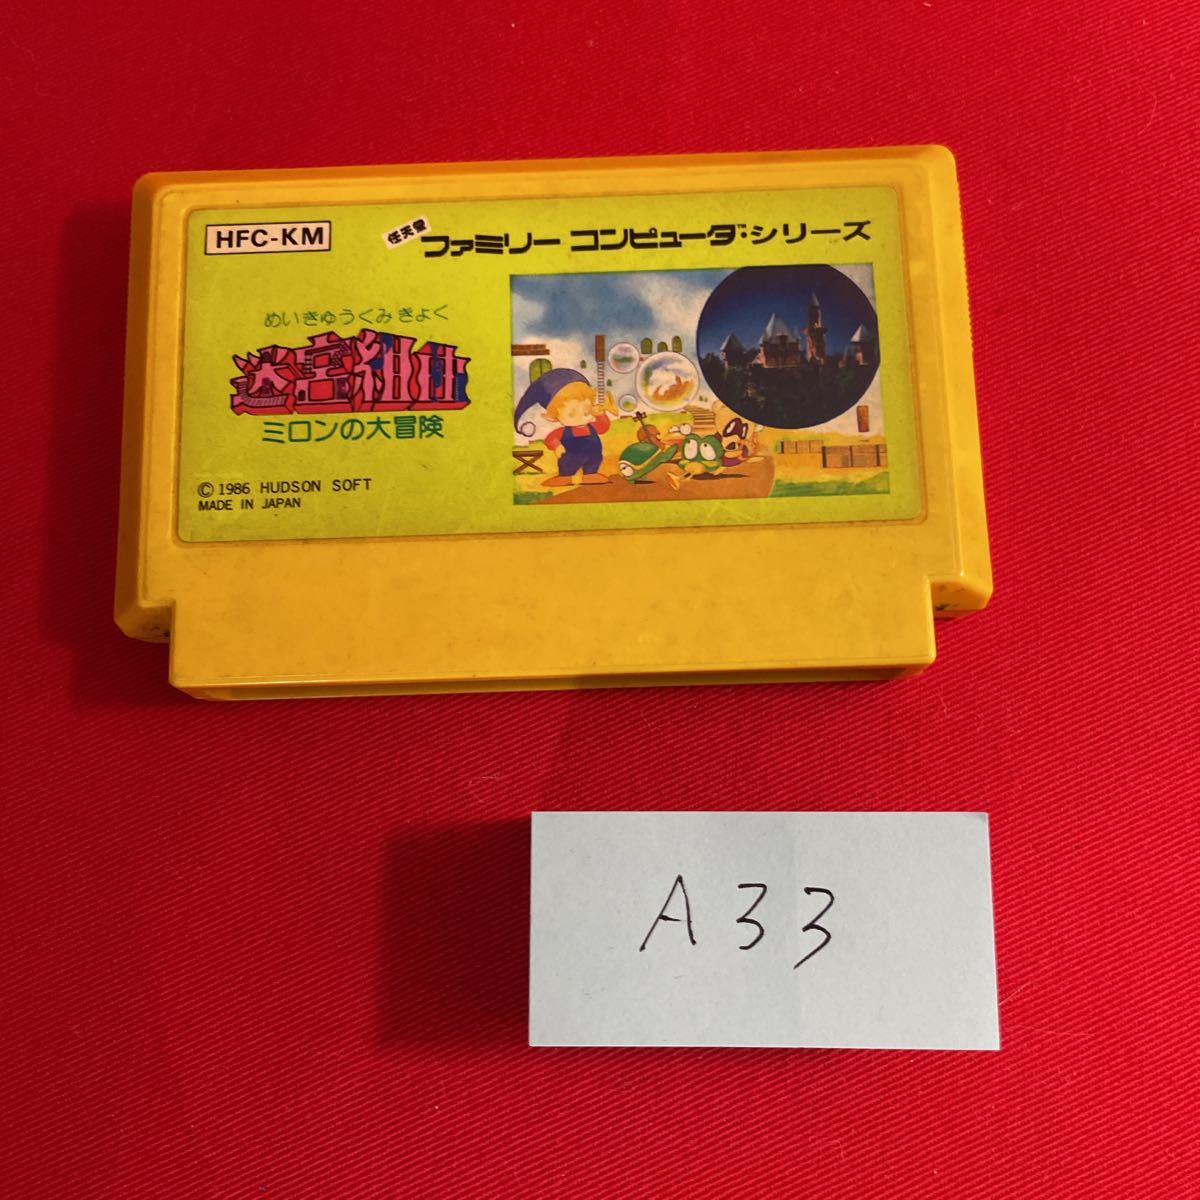 HFC-KM
任天堂
ファミリー コンピュータ・シリーズ
めいきゅうくみきょく
迷宮組曲
ミロンの大冒険
© 1986 HUDSON SOFT
MADE IN JAPAN
A33